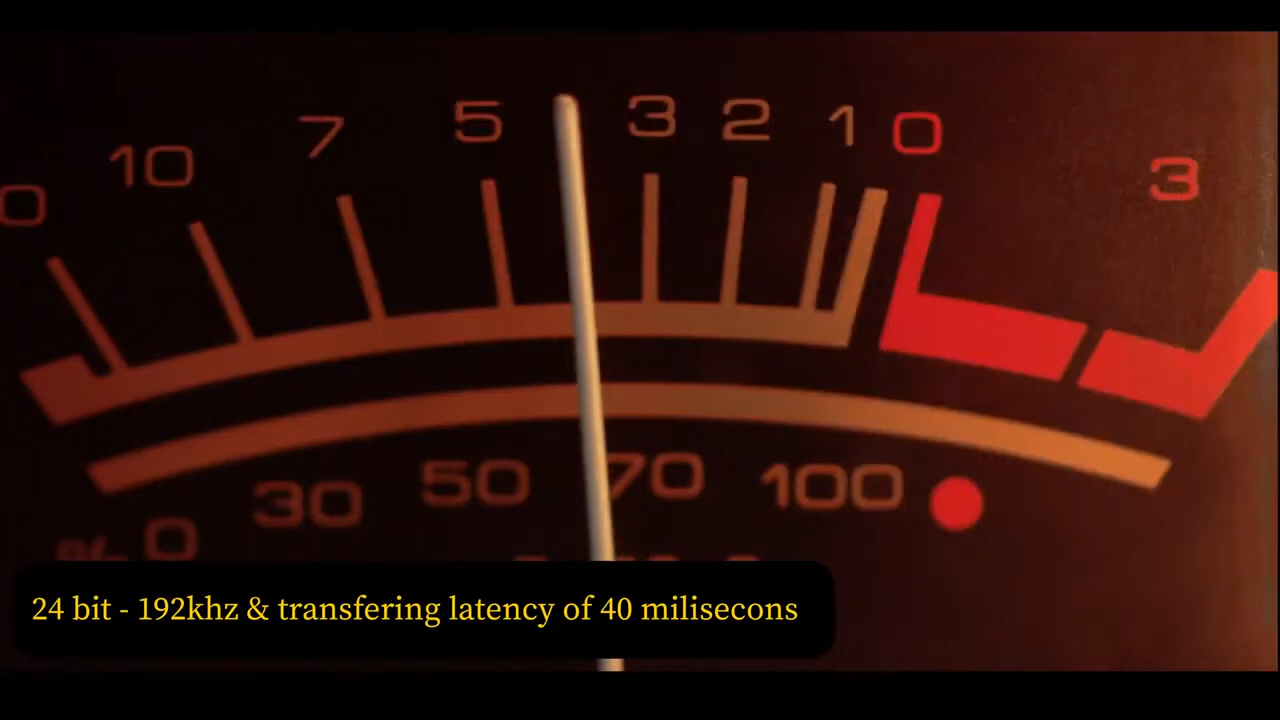 0 10 7 5 3 2 1 0 3
% 0 30 50 70 100
24 bit - 192khz & transfering latency of 40 milisecons